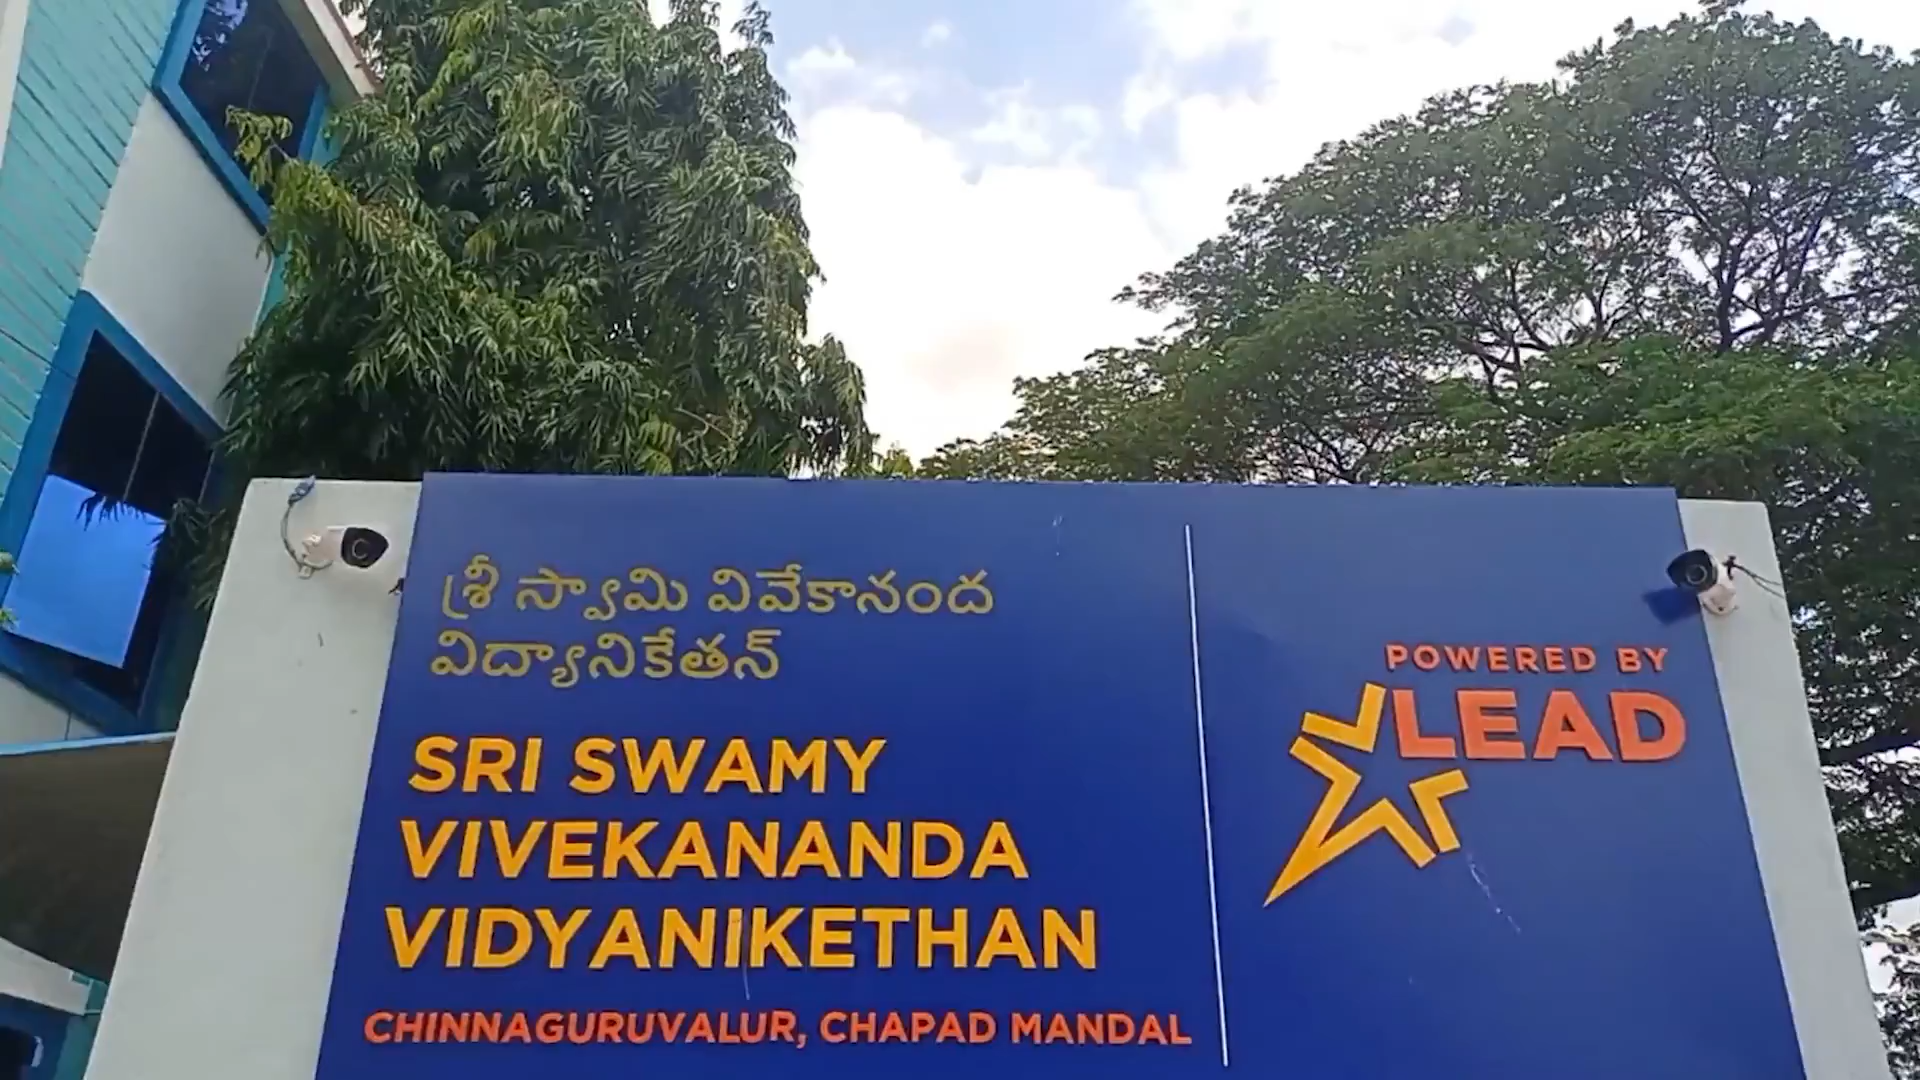 శ్రీ స్వామి వివేకానంద
విద్యానికేతన్
SRI SWAMY
VIVEKANANDA
VIDYANIKETHAN
CHINNAGURUVALUR, CHAPAD MANDAL
POWERED BY
LEAD